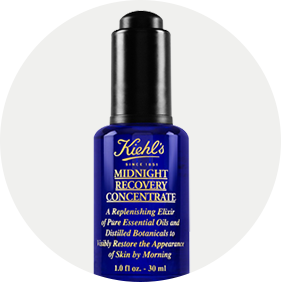 Kiehl's
SINCE 1851
MIDNIGHT
RECOVERY
CONCENTRATE
A Replenishing Elixir
of Pure Essential Oils and
Distilled Botanicals to
Visibly Restore the Appearance
of Skin by Morning
1.0 fl. oz. - 30 ml